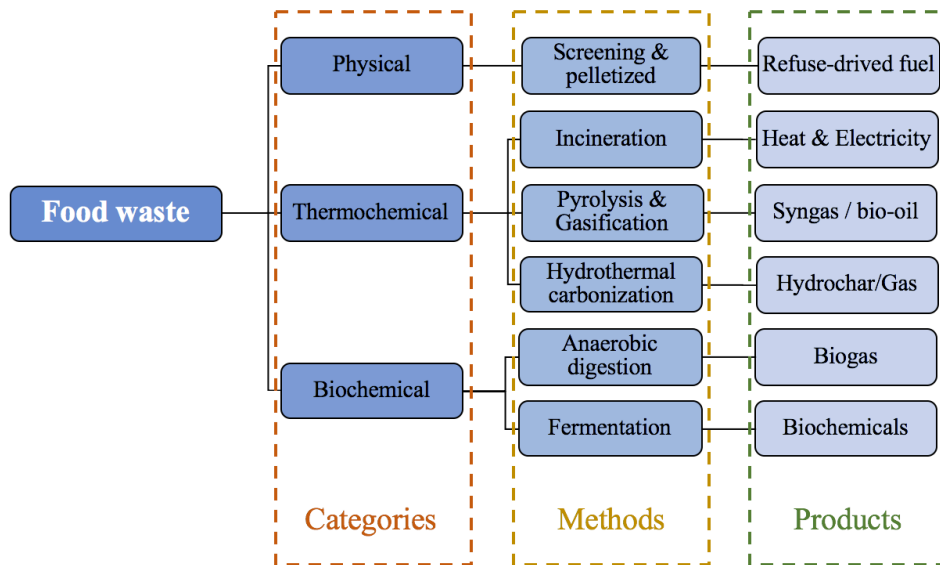 Physical
Screening &
pelletized
Refuse-drived fuel
Incineration
Heat & Electricity
Food waste
Thermochemical
Pyrolysis &
Gasification
Syngas / bio-oil
Hydrothermal
carbonization
Hydrochar/Gas
Anaerobic
digestion
Biogas
Biochemical
Fermentation
Biochemicals
Categories
Methods
Products